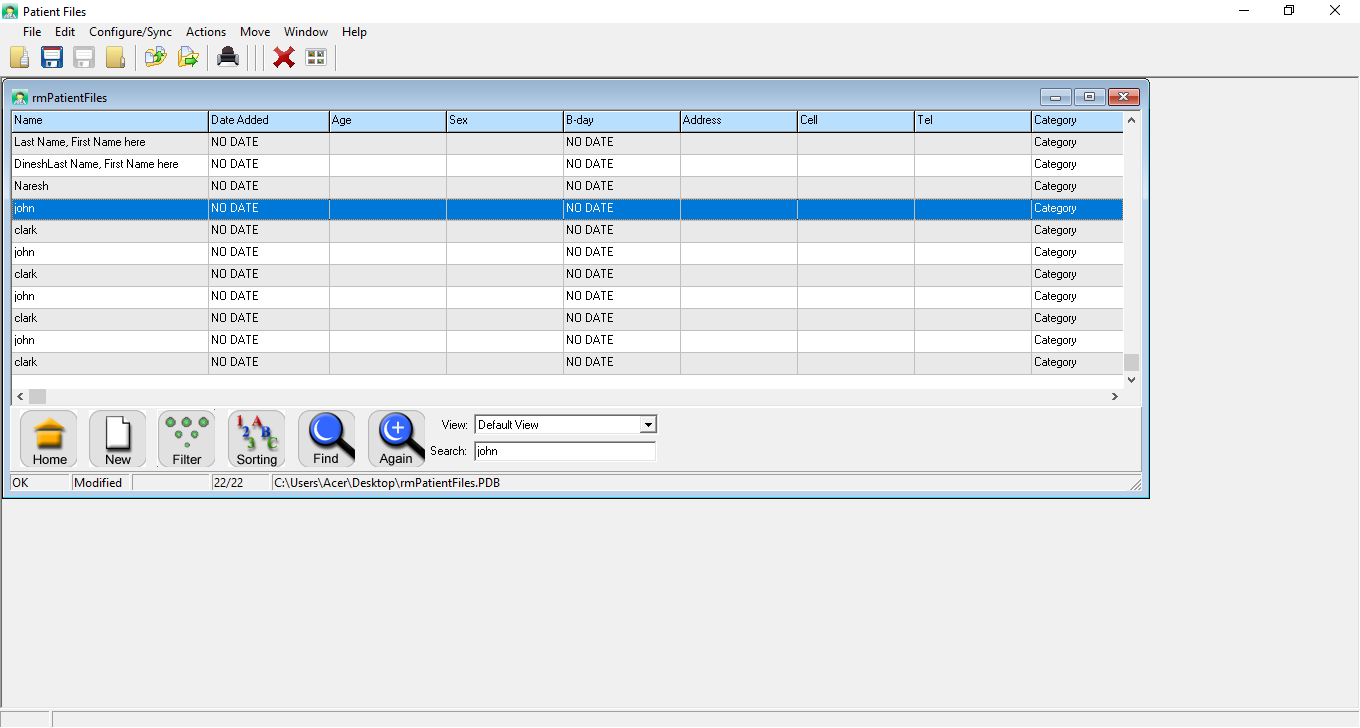 Patient Files
File Edit Configure/Sync Actions Move Window Help
rmPatientFiles
Name Date Added Age Sex B-day Address Cell Tel Category
Last Name, First Name here NO DATE NO DATE Category
DineshLast Name, First Name here NO DATE NO DATE Category
Naresh NO DATE NO DATE Category
john NO DATE NO DATE Category
clark NO DATE NO DATE Category
john NO DATE NO DATE Category
clark NO DATE NO DATE Category
john NO DATE NO DATE Category
clark NO DATE NO DATE Category
john NO DATE NO DATE Category
clark NO DATE NO DATE Category
Home New Filter Sorting Find Again
View: Default View
Search: john
OK Modified 22/22 C:\Users\Acer\Desktop\rmPatientFiles.PDB